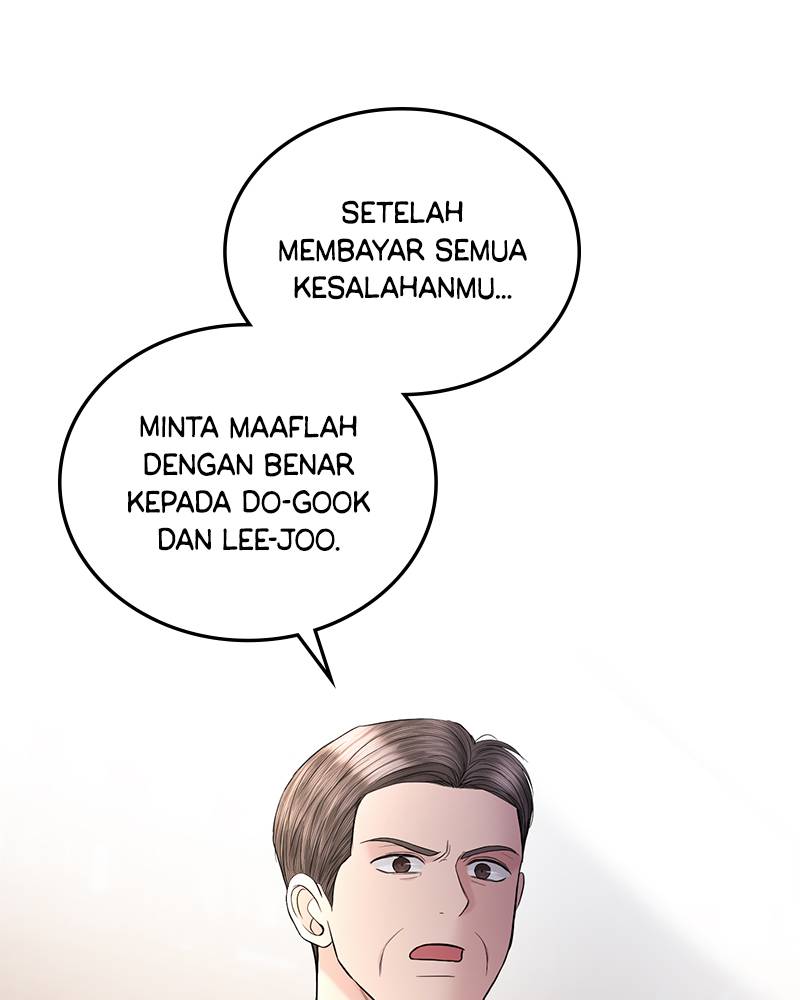 SETELAH
MEMBAYAR SEMUA
KESALAHANMU...
MINTA MAAFLAH
DENGAN BENAR
KEPADA DO-GOOK
DAN LEE-JOO.